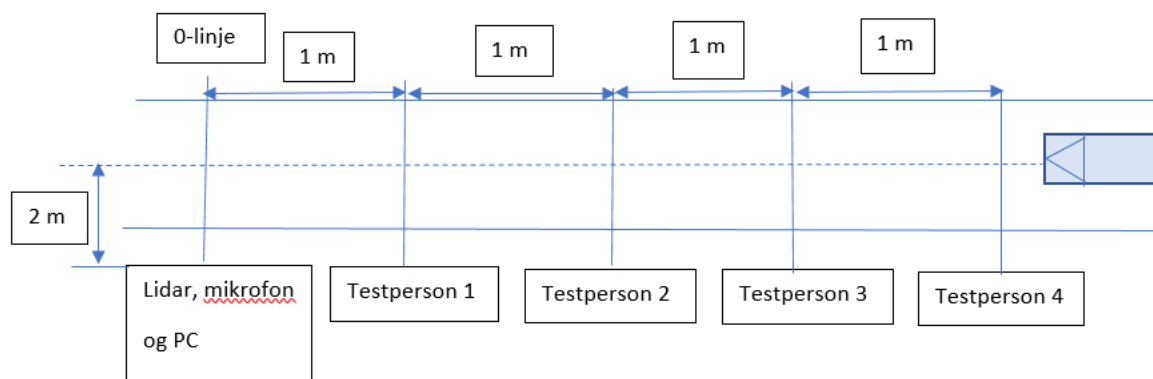 0-linje
1 m
1 m
1 m
1 m
2 m
Lidar, mikrofon
og PC
Testperson 1
Testperson 2
Testperson 3
Testperson 4